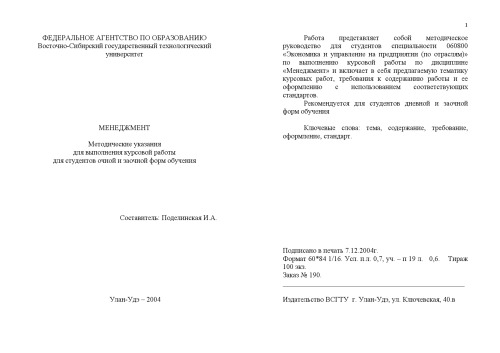 ФЕДЕРАЛЬНОЕ АГЕНТСТВО ПО ОБРАЗОВАНИЮ
Восточно-Сибирский государственный технологический
университет
МЕНЕДЖМЕНТ
Методические указания
для выполнения курсовой работы
для студентов очной и заочной форм обучения
Составитель: Поделинская И.А.
Улан-Удэ – 2004
1
Работа представляет собой методическое
руководство для студентов специальности 060800
«Экономика и управление на предприятии (по отраслям)»
по выполнению курсовой работы по дисциплине
«Менеджмент» и включает в себя предлагаемую тематику
курсовых работ, требования к содержанию работы и ее
оформлению с использованием соответствующих
стандартов.
Рекомендуется для студентов дневной и заочной
форм обучения
Ключевые слова: тема, содержание, требование,
оформление, стандарт.
Подписано в печать 7.12.2004г.
Формат 60*84 1/16. Усл. п.л. 0,7, уч. – п 19 л. 0,6. Тираж
100 экз.
Заказ № 190.
Издательство ВСГТУ г. Улан-Удэ, ул. Ключевская, 40.в